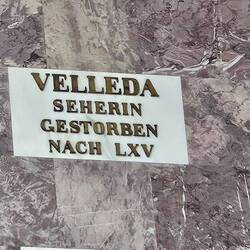 VELLEDA
SEHERIN
GESTORBEN
NACH LXV